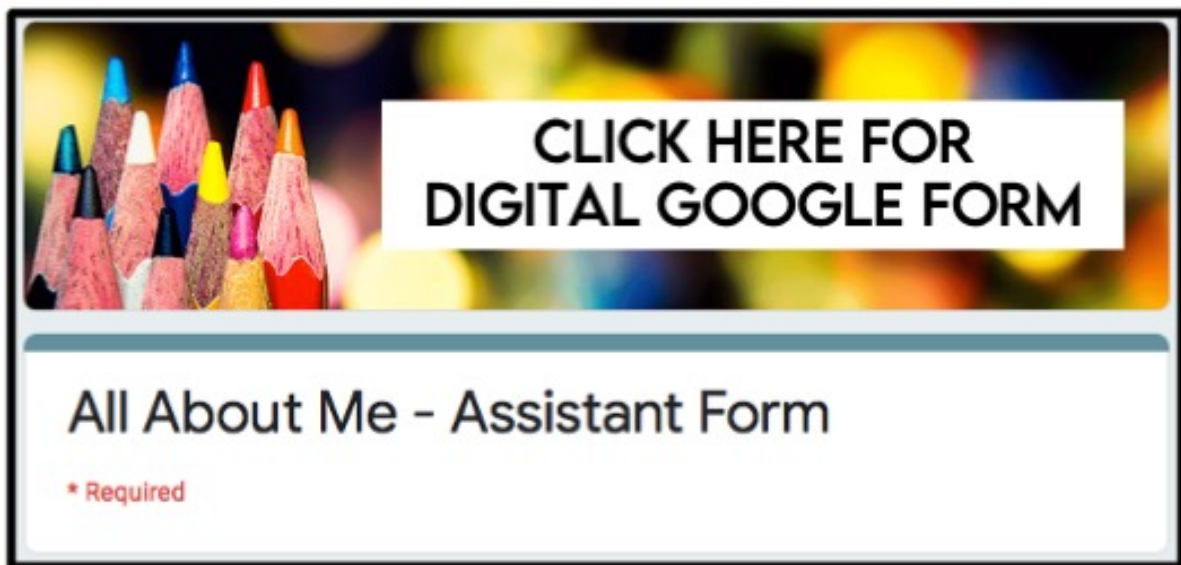 CLICK HERE FOR
DIGITAL GOOGLE FORM
All About Me - Assistant Form
* Required